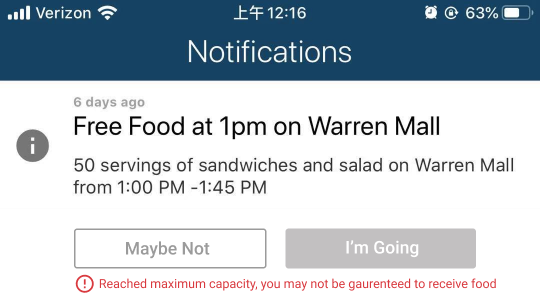 Verizon 上午12:16 63%
Notifications
6 days ago
Free Food at 1pm on Warren Mall
50 servings of sandwiches and salad on Warren Mall
from 1:00 PM -1:45 PM
Maybe Not I'm Going
Reached maximum capacity, you may not be gaurenteed to receive food